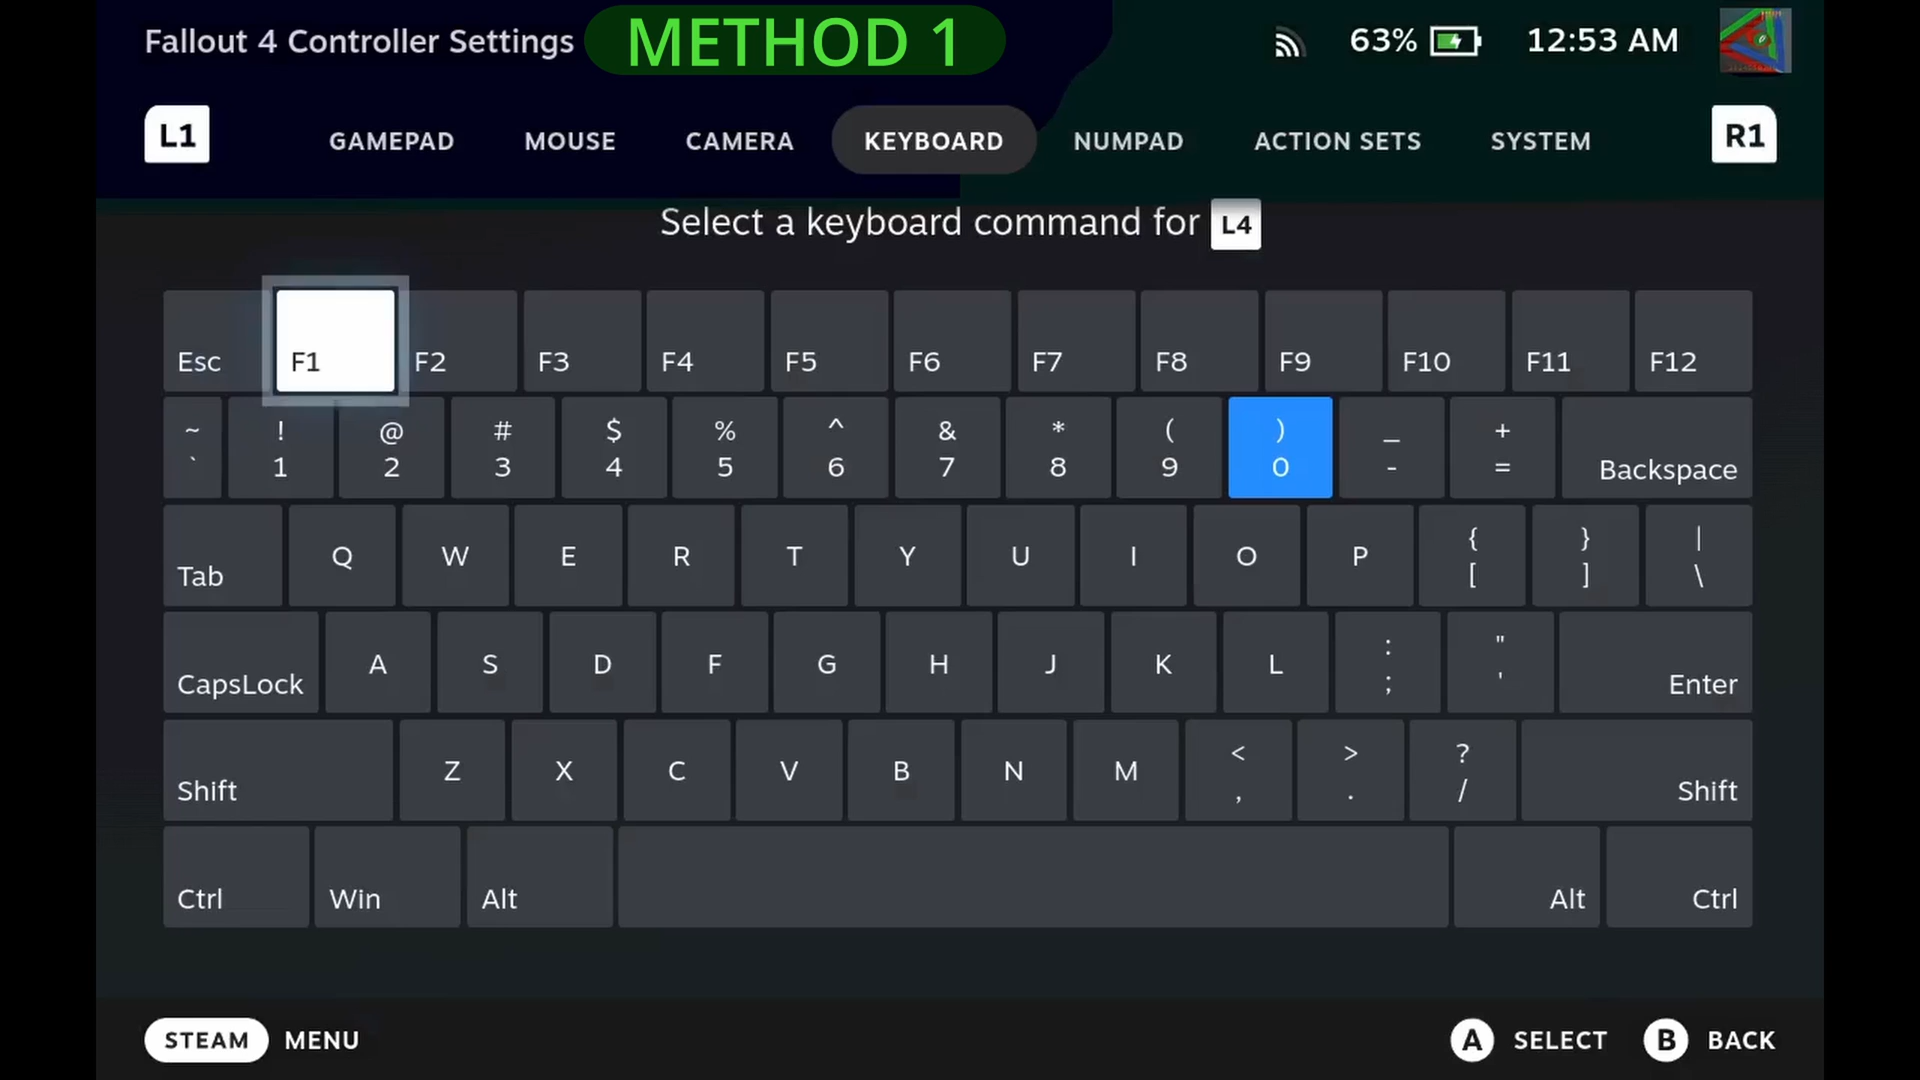 Fallout 4 Controller Settings METHOD 1 63% 12:53 AM
L1 GAMEPAD MOUSE CAMERA KEYBOARD NUMPAD ACTION SETS SYSTEM R1
Select a keyboard command for L4
Esc F1 F2 F3 F4 F5 F6 F7 F8 F9 F10 F11 F12
~ ! @ # $ % ^ & * ( ) _ +
` 1 2 3 4 5 6 7 8 9 0 - = Backspace
Tab Q W E R T Y U I O P { [ } ] | \
CapsLock A S D F G H J K L : ; " ' Enter
Shift Z X C V B N M < , > . ? / Shift
Ctrl Win Alt Alt Ctrl
STEAM MENU A SELECT B BACK